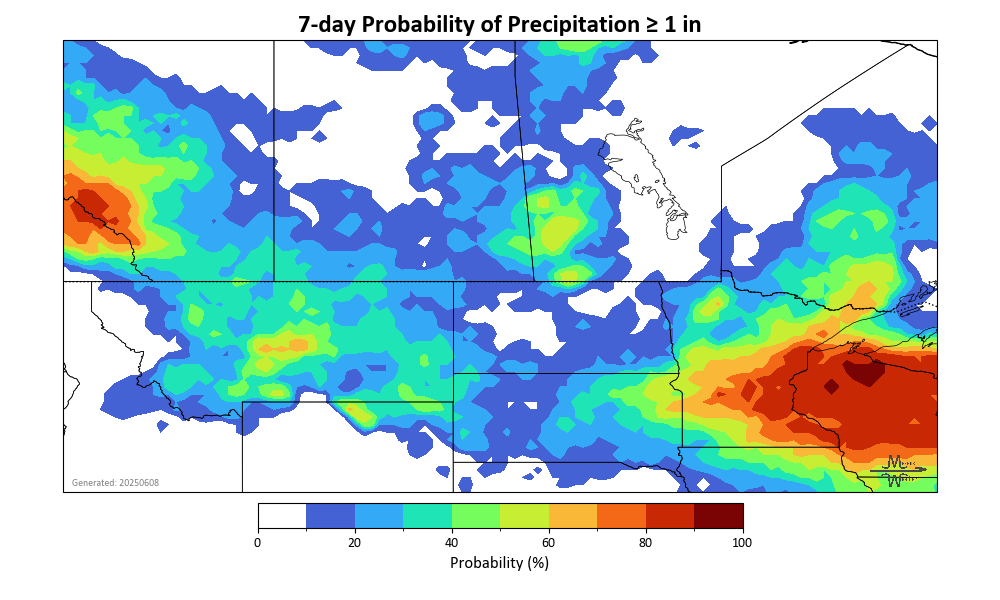 7-day Probability of Precipitation ≥ 1 in
Generated: 20250608
0 20 40 60 80 100
Probability (%)